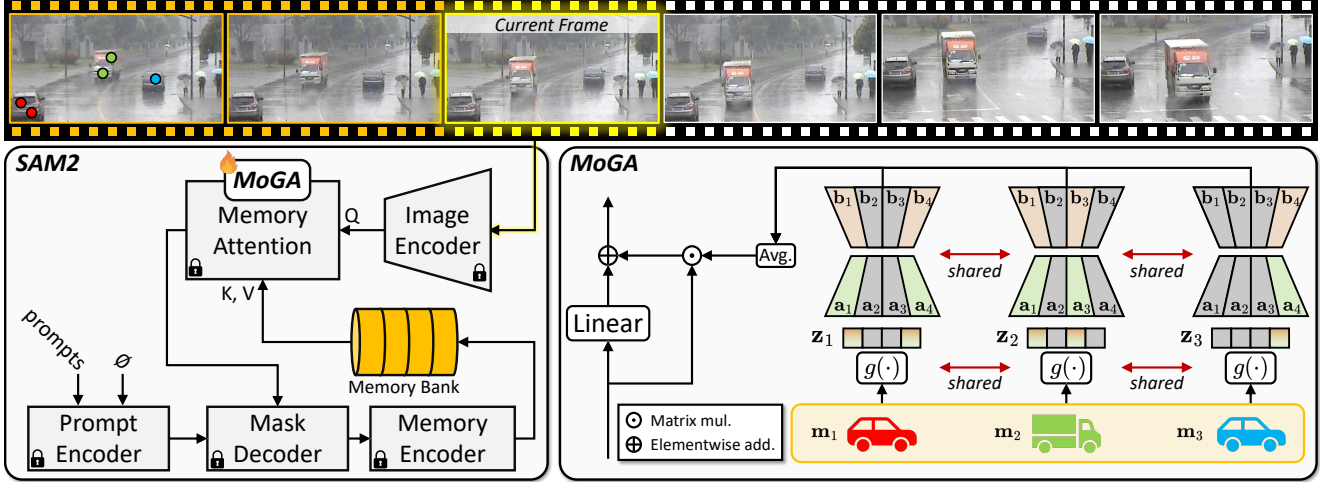 Current Frame
SAM2
MoGA
Memory
Attention
Q
Image
Encoder
K, V
prompts
Ø
Memory Bank
Prompt
Encoder
Mask
Decoder
Memory
Encoder
MoGA
b1 b2 b3 b4
b1 b2 b3 b4
b1 b2 b3 b4
Avg.
shared
shared
a1 a2 a3 a4
a1 a2 a3 a4
a1 a2 a3 a4
Linear
z1
z2
z3
g(·)
shared
g(·)
shared
g(·)
⊙ Matrix mul.
⊕ Elementwise add.
m1
m2
m3